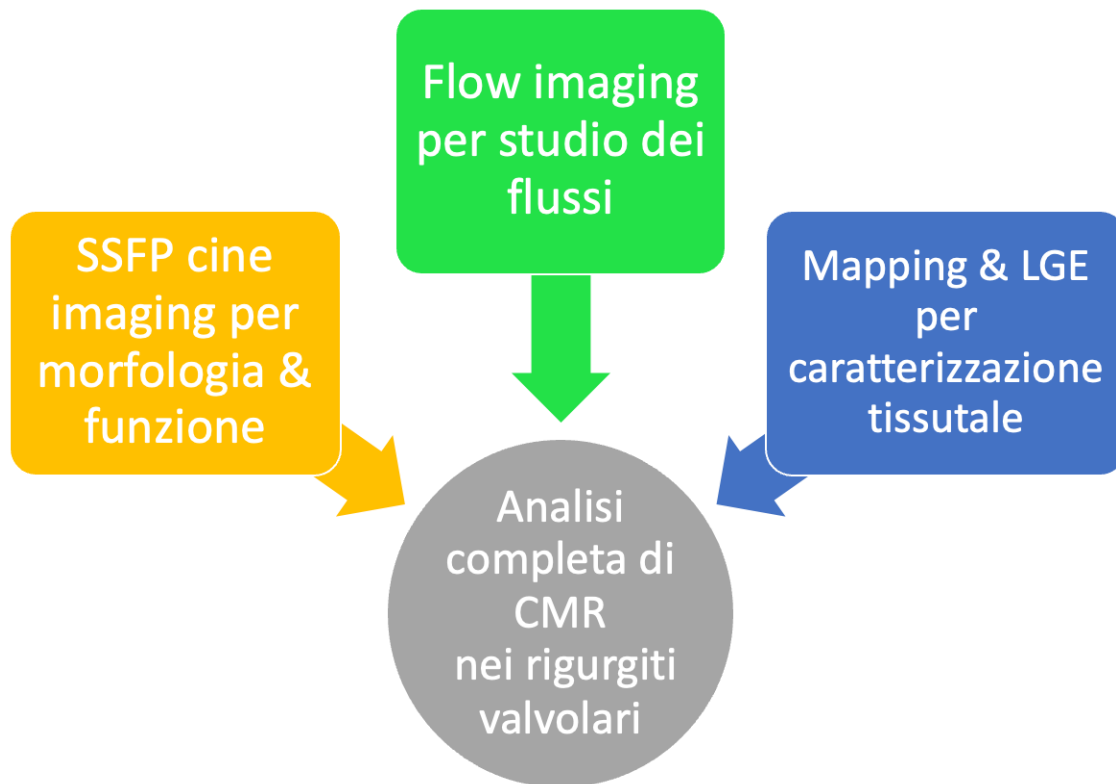 Flow imaging
per studio dei
flussi
SSFP cine
imaging per
morfologia &
funzione
Mapping & LGE
per
caratterizzazione
tissutale
Analisi
completa di
CMR
nei rigurgiti
valvolari